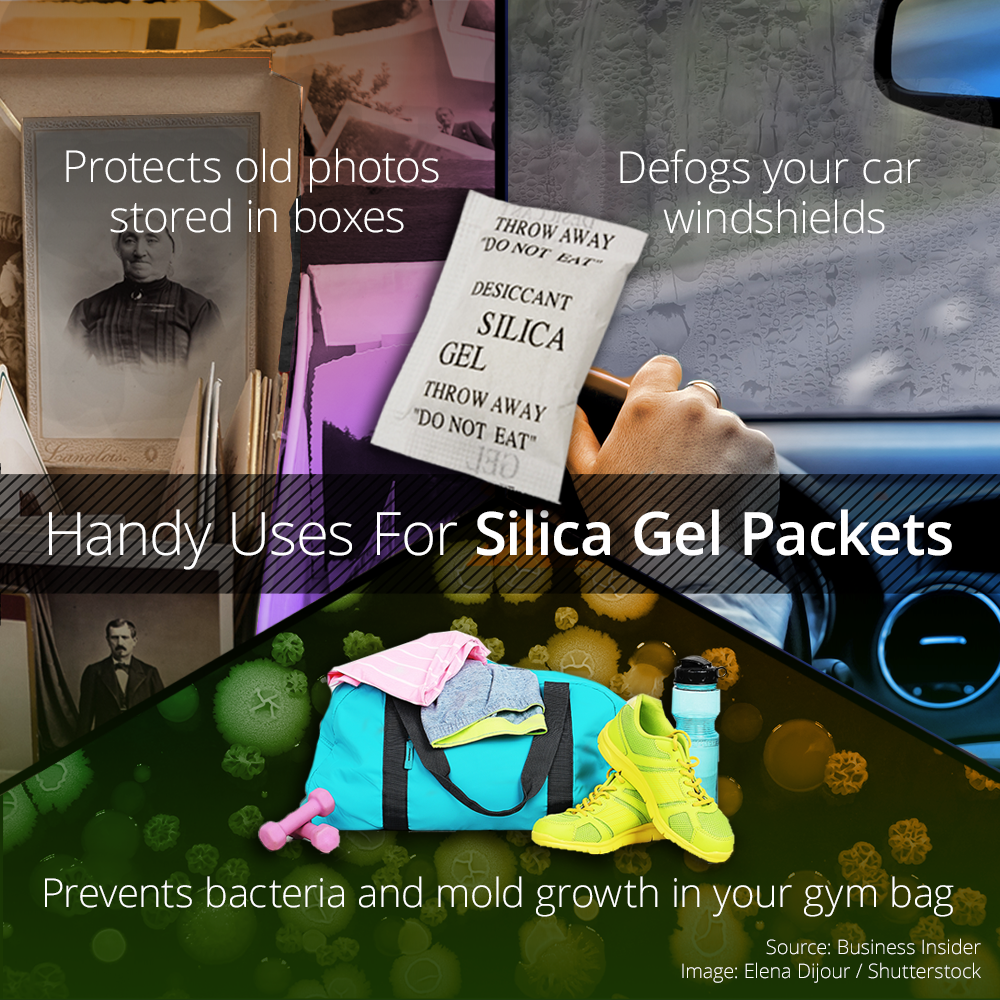 Protects old photos
stored in boxes
Defogs your car
windshields
THROW AWAY
"DO NOT EAT"
DESICCANT
SILICA
GEL
THROW AWAY
"DO NOT EAT"
GEL
Langlois.
Handy Uses For Silica Gel Packets
Prevents bacteria and mold growth in your gym bag
Source: Business Insider
Image: Elena Dijour / Shutterstock